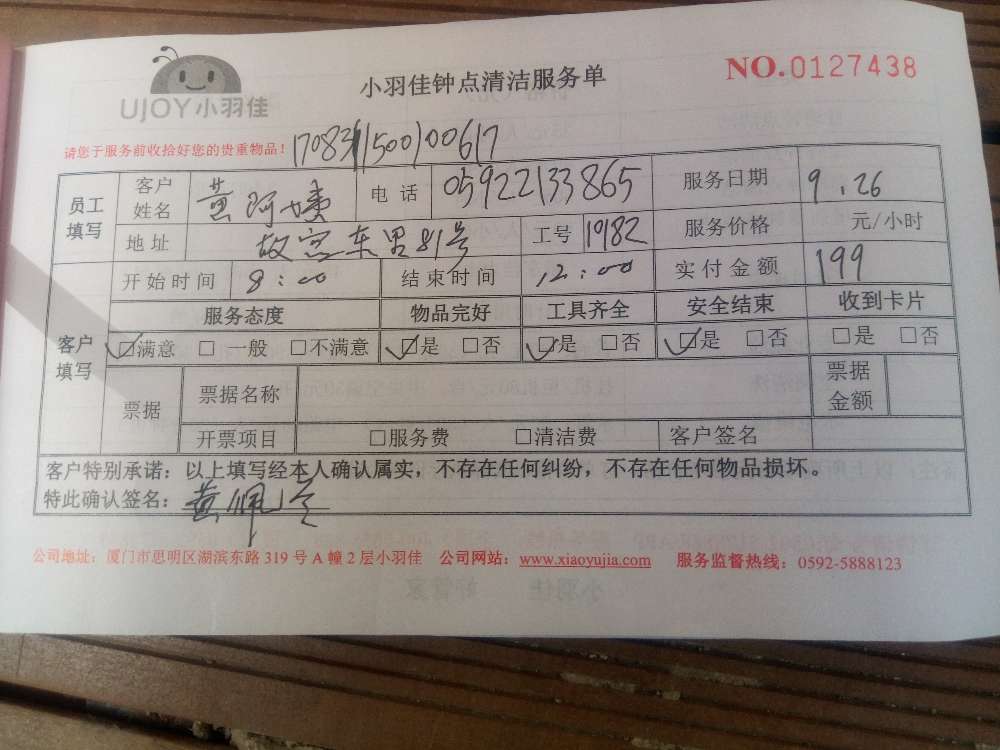 UJOY小羽佳
小羽佳钟点清洁服务单
NO.0127438
请您于服务前收拾好您的贵重物品！
员工填写 客户姓名 黄阿姨 电话 05922133865 服务日期 9.26
地址 故宫东里81号 工号 10182 服务价格 元/小时
开始时间 8:00 结束时间 12:00 实付金额 199
客户填写 服务态度 物品完好 工具齐全 安全结束 收到卡片
☑满意 □一般 □不满意 ☑是 □否 ☑是 □否 ☑是 □否 □是 □否
票据 票据名称 票据金额
开票项目 □服务费 □清洁费 客户签名
客户特别承诺：以上填写经本人确认属实，不存在任何纠纷，不存在任何物品损坏。
特此确认签名：黄佩令
公司地址：厦门市思明区湖滨东路 319 号 A 幢 2 层小羽佳 公司网站：www.xiaoyujia.com 服务监督热线：0592-5888123